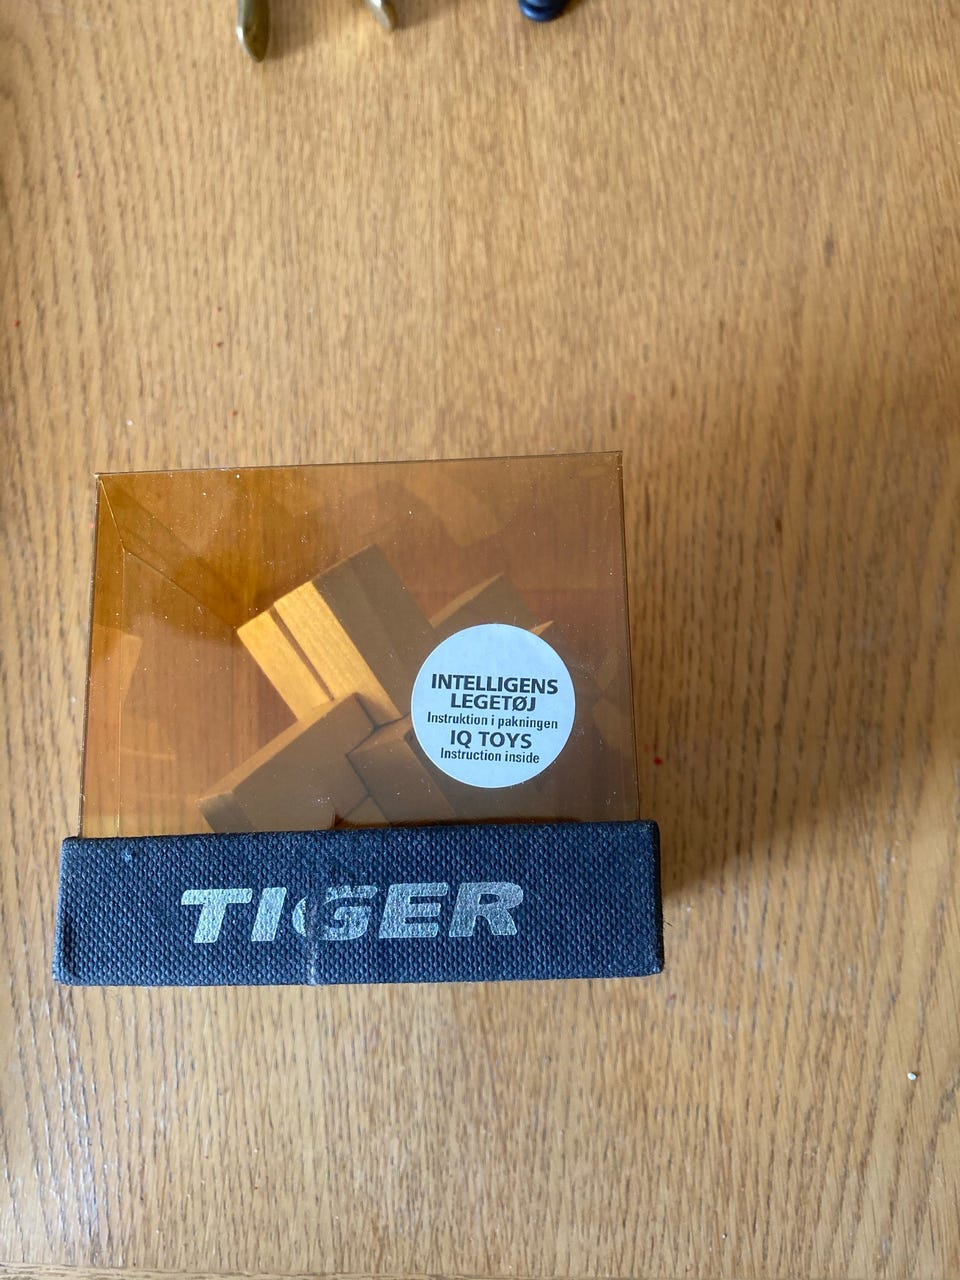 INTELLIGENS
LEGETØJ
Instruktion i pakningen
IQ TOYS
Instruction inside
TIGER